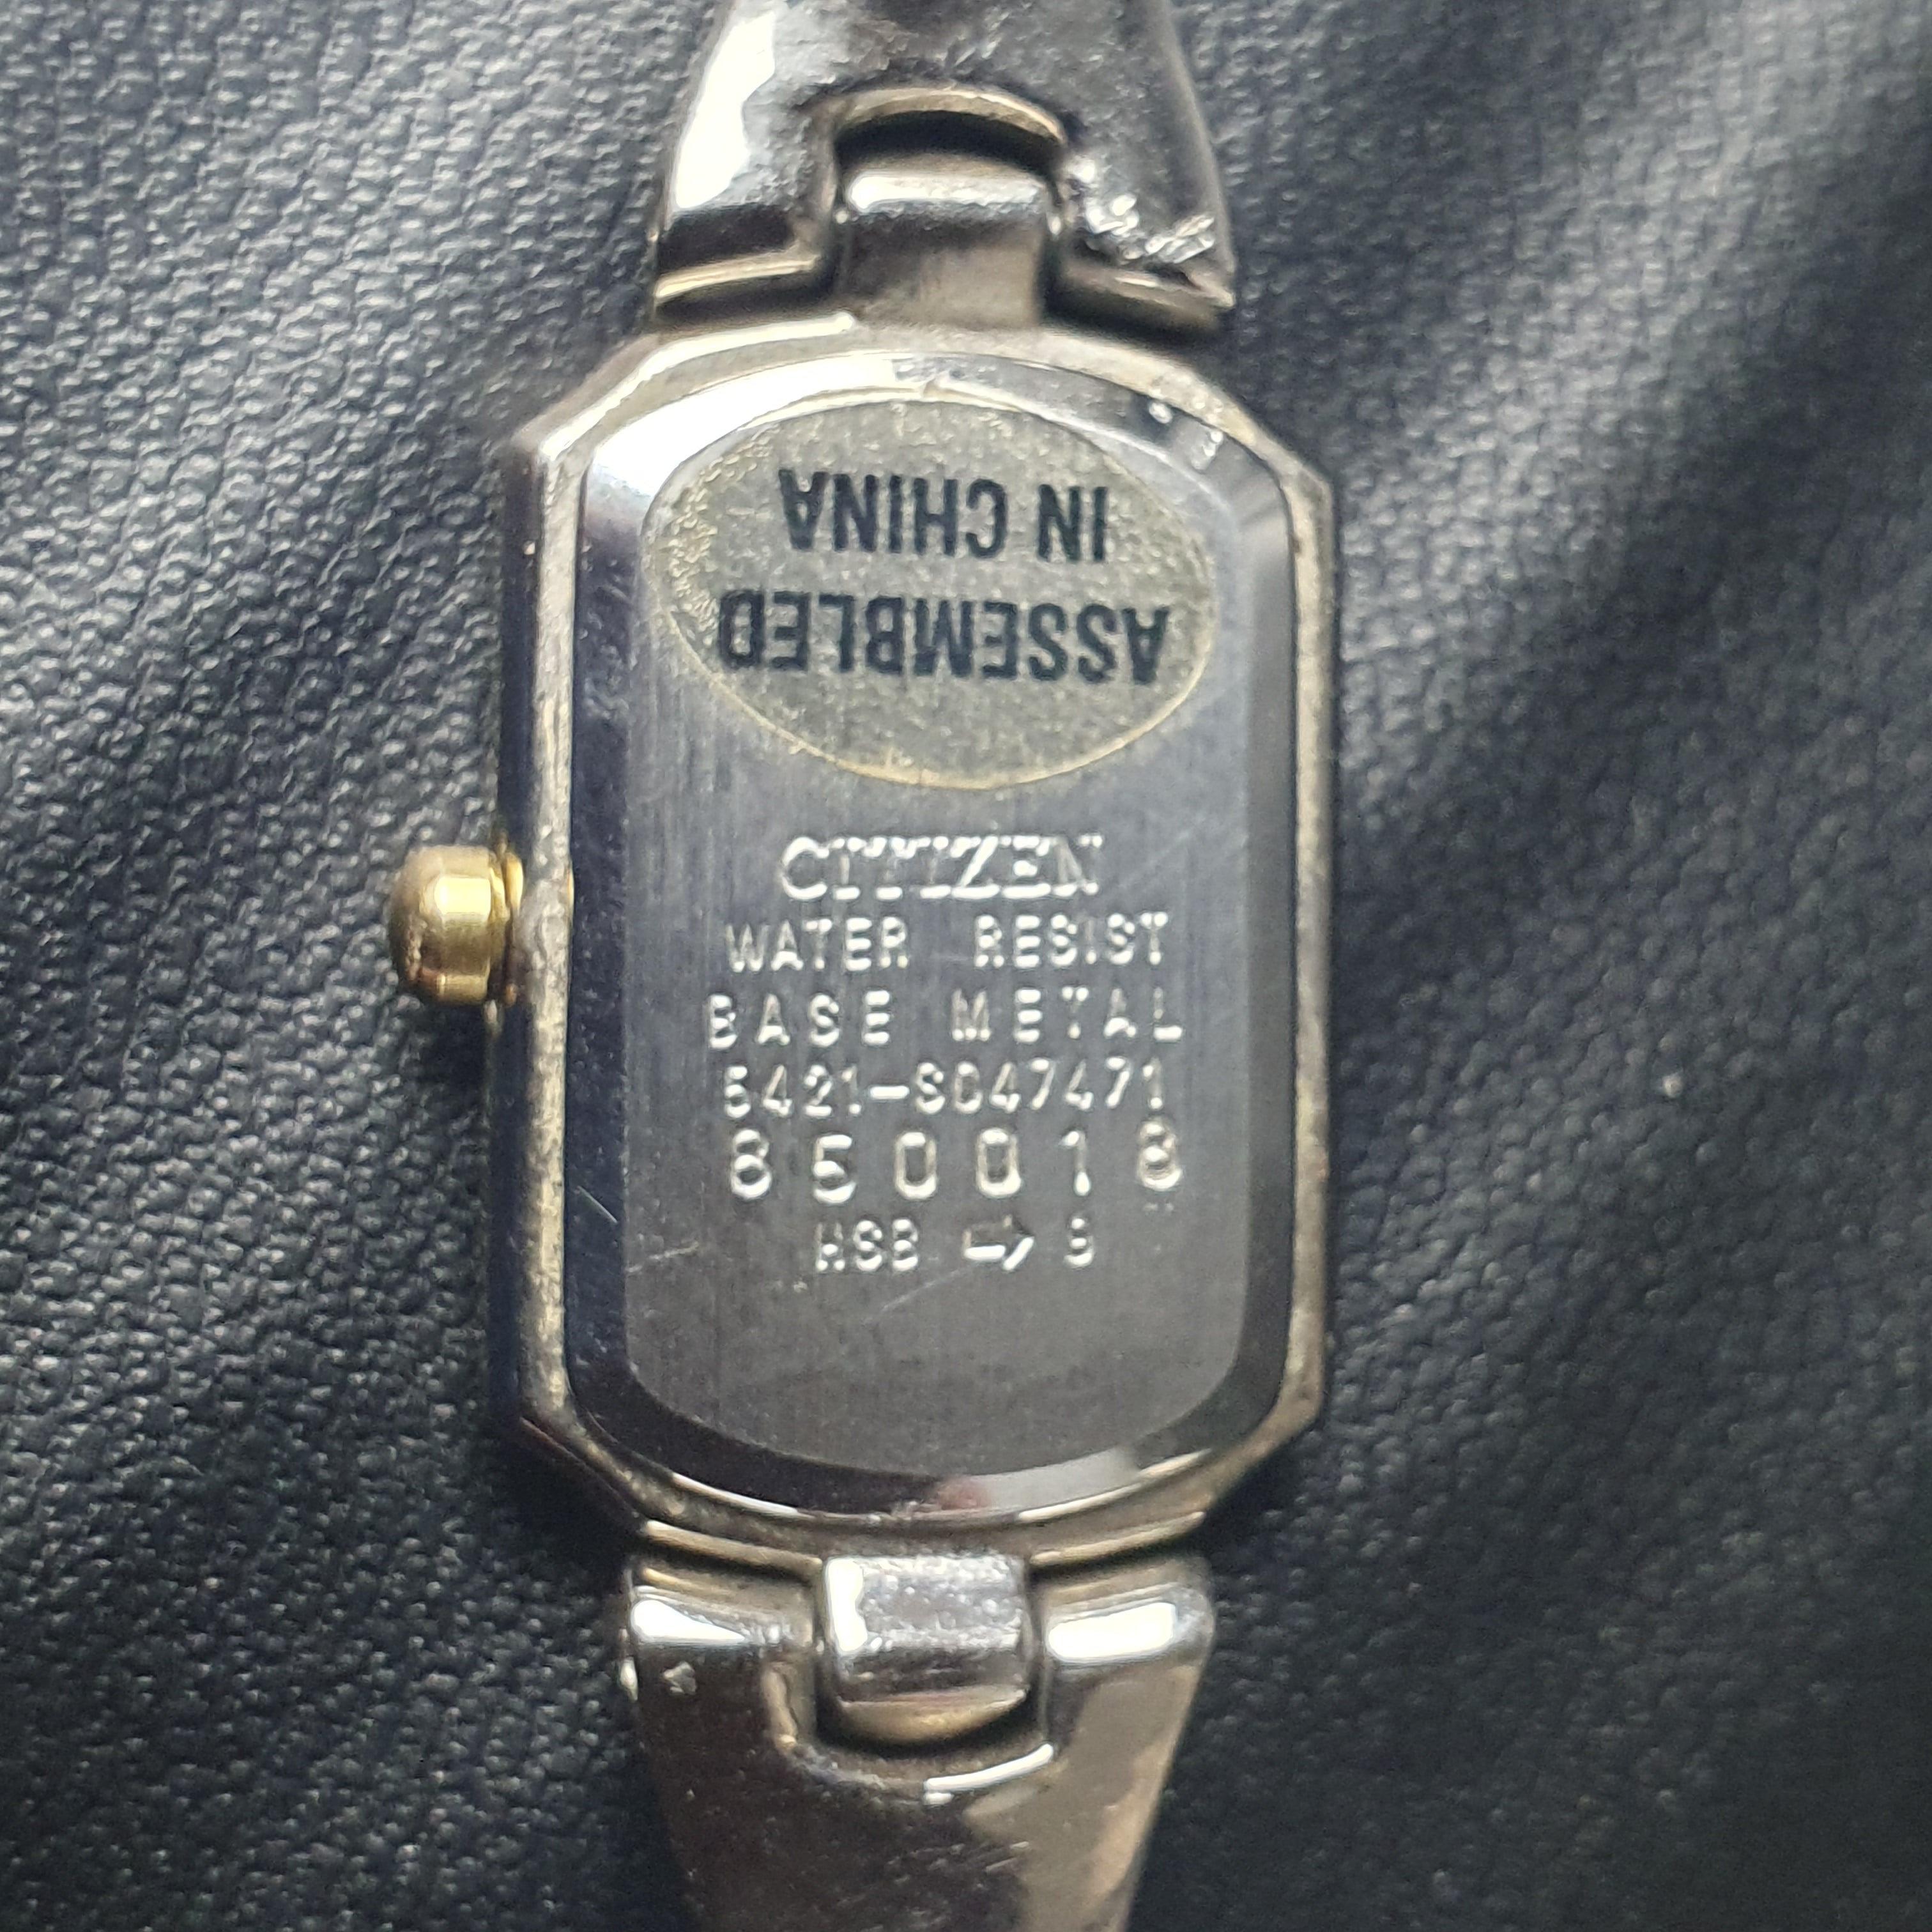 ASSEMBLED
IN CHINA
CITIZEN
WATER RESIST
BASE METAL
5421-S047471
850018
HSB ⇨ B